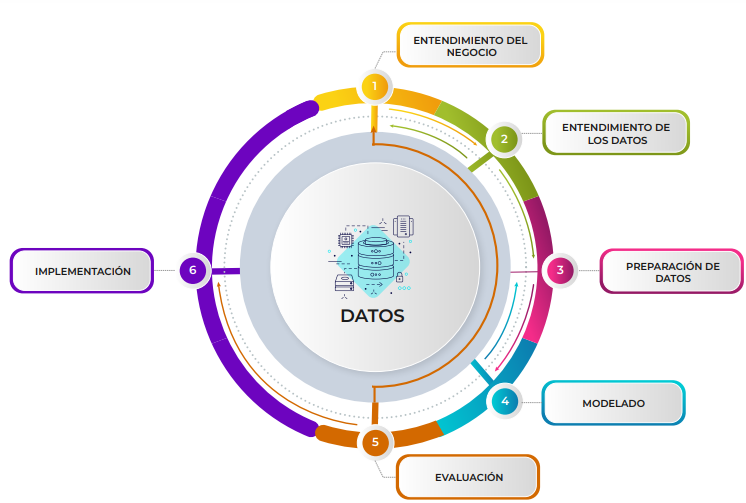 1
ENTENDIMIENTO DEL
NEGOCIO
2
ENTENDIMIENTO DE
LOS DATOS
3
PREPARACIÓN DE
DATOS
4
MODELADO
5
EVALUACIÓN
6
IMPLEMENTACIÓN
DATOS